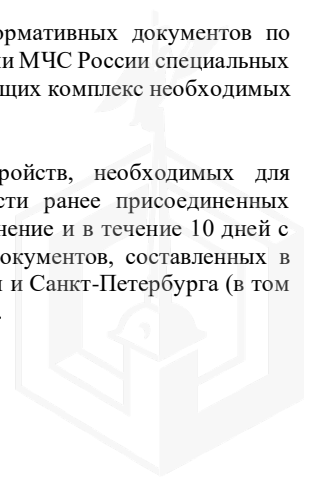 ормативных документов по
и МЧС России специальных
ющих комплекс необходимых
ройств, необходимых для
сти ранее присоединенных
нение и в течение 10 дней с
окументов, составленных в
и и Санкт-Петербурга (в том